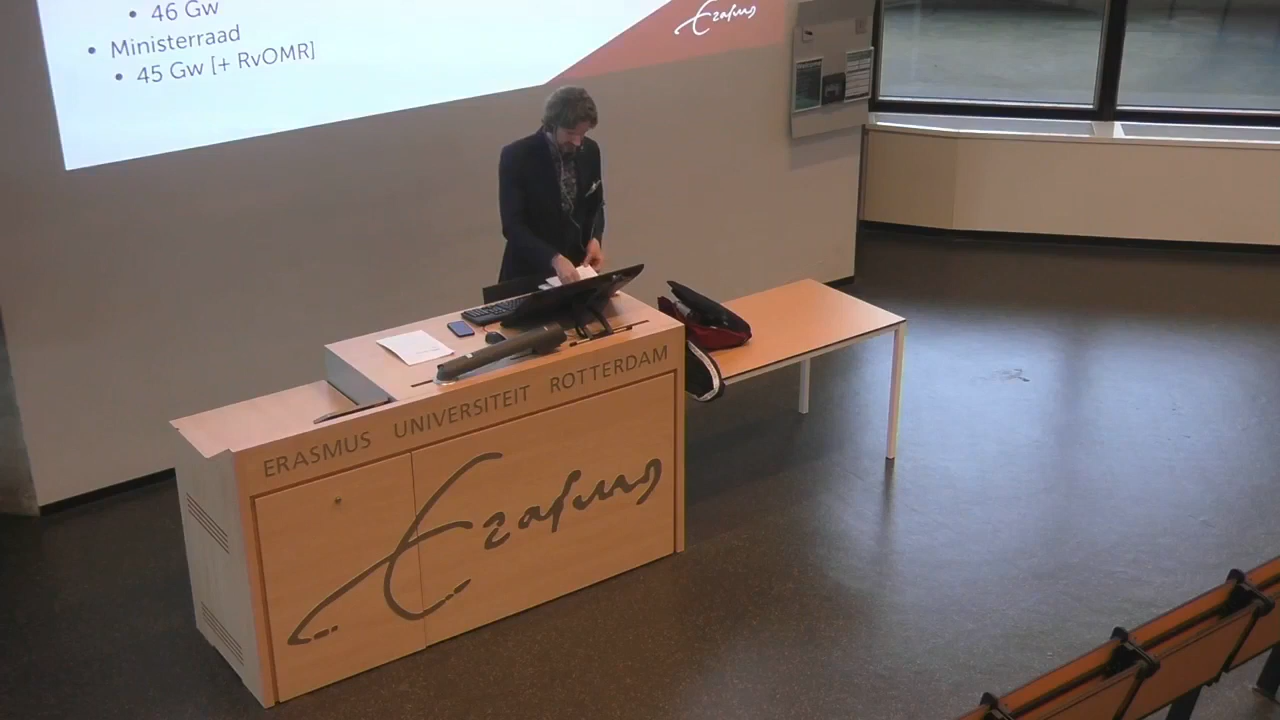 • 46 Gw
• Ministerraad
• 45 Gw [+ RvOMR]
Erasmus
ERASMUS UNIVERSITEIT ROTTERDAM
Erasmus